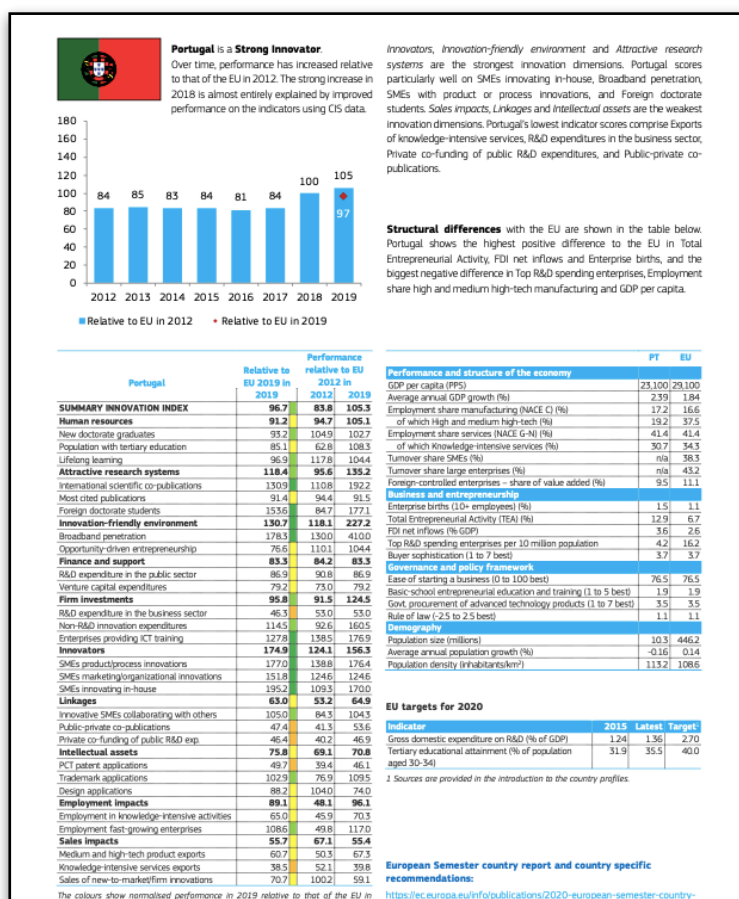 Portugal is a Strong Innovator.
Over time, performance has increased relative
to that of the EU in 2012. The strong increase in
2018 is almost entirely explained by improved
performance on the indicators using CIS data.
180
160
140
120
100
80
60
40
20
0
84 85 83 84 81 84 100 105
97
2012 2013 2014 2015 2016 2017 2018 2019
Relative to EU in 2012 Relative to EU in 2019
Innovators, Innovation-friendly environment and Attractive research
systems are the strongest innovation dimensions. Portugal scores
particularly well on SMEs innovating in-house, Broadband penetration,
SMEs with product or process innovations, and Foreign doctorate
students. Sales impacts, Linkages and Intellectual assets are the weakest
innovation dimensions. Portugal's lowest indicator scores comprise Exports
of knowledge-intensive services, R&D expenditures in the business sector,
Private co-funding of public R&D expenditures, and Public-private co-
publications.
Structural differences with the EU are shown in the table below.
Portugal shows the highest positive difference to the EU in Total
Entrepreneurial Activity, FDI net inflows and Enterprise births, and the
biggest negative difference in Top R&D spending enterprises, Employment
share high and medium high-tech manufacturing and GDP per capita.
Portugal
Relative to
EU 2019 in
2019
Performance
relative to EU
2012 in
2012 2019
SUMMARY INNOVATION INDEX 96.7 83.8 105.3
Human resources 91.2 94.7 105.1
New doctorate graduates 93.2 104.9 102.7
Population with tertiary education 85.1 62.8 108.3
Lifelong learning 96.9 117.8 104.4
Attractive research systems 118.4 95.6 135.2
International scientific co-publications 130.9 110.8 192.2
Most cited publications 91.4 94.4 91.5
Foreign doctorate students 153.6 84.7 177.1
Innovation-friendly environment 130.7 118.1 227.2
Broadband penetration 178.3 130.0 410.0
Opportunity-driven entrepreneurship 76.6 110.1 104.4
Finance and support 83.3 84.2 83.3
R&D expenditure in the public sector 86.9 90.8 86.9
Venture capital expenditures 79.2 73.0 79.2
Firm investments 95.8 91.5 124.5
R&D expenditure in the business sector 46.3 53.0 53.0
Non-R&D innovation expenditures 114.5 92.6 160.5
Enterprises providing ICT training 127.8 138.5 176.9
Innovators 174.9 124.1 156.3
SMEs product/process innovations 177.0 138.8 176.4
SMEs marketing/organizational innovations 151.8 124.6 124.6
SMEs innovating in-house 195.2 109.3 170.0
Linkages 63.0 53.2 64.9
Innovative SMEs collaborating with others 105.0 84.3 104.3
Public-private co-publications 47.4 41.3 53.6
Private co-funding of public R&D exp. 46.4 40.2 46.9
Intellectual assets 75.8 69.1 70.8
PCT patent applications 49.7 39.4 46.1
Trademark applications 102.9 76.9 109.5
Design applications 88.2 104.0 74.0
Employment impacts 89.1 48.1 96.1
Employment in knowledge-intensive activities 65.0 45.9 70.3
Employment fast-growing enterprises 108.6 49.8 117.0
Sales impacts 55.7 67.1 55.4
Medium and high-tech product exports 60.7 50.3 67.3
Knowledge-intensive services exports 38.5 52.1 39.8
Sales of new-to-market/firm innovations 70.7 100.2 59.1
The colours show normalised performance in 2019 relative to that of the EU in
PT EU
Performance and structure of the economy
GDP per capita (PPS) 23,100 29,100
Average annual GDP growth (%) 2.39 1.84
Employment share manufacturing (NACE C) (%) 17.2 16.6
of which High and medium high-tech (%) 19.2 37.5
Employment share services (NACE G-N) (%) 41.4 41.4
of which Knowledge-intensive services (%) 30.7 34.3
Turnover share SMEs (%) n/a 38.3
Turnover share large enterprises (%) n/a 43.2
Foreign-controlled enterprises – share of value added (%) 9.5 11.1
Business and entrepreneurship
Enterprise births (10+ employees) (%) 1.5 1.1
Total Entrepreneurial Activity (TEA) (%) 12.9 6.7
FDI net inflows (% GDP) 3.6 2.6
Top R&D spending enterprises per 10 million population 4.2 16.2
Buyer sophistication (1 to 7 best) 3.7 3.7
Governance and policy framework
Ease of starting a business (0 to 100 best) 76.5 76.5
Basic-school entrepreneurial education and training (1 to 5 best) 1.9 1.9
Govt. procurement of advanced technology products (1 to 7 best) 3.5 3.5
Rule of law (-2.5 to 2.5 best) 1.1 1.1
Demography
Population size (millions) 10.3 446.2
Average annual population growth (%) -0.16 0.14
Population density (inhabitants/km²) 113.2 108.6
EU targets for 2020
Indicator 2015 Latest Target¹
Gross domestic expenditure on R&D (% of GDP) 1.24 1.36 2.70
Tertiary educational attainment (% of population 31.9 35.5 40.0
aged 30-34)
1 Sources are provided in the introduction to the country profiles.
European Semester country report and country specific
recommendations:
https://ec.europa.eu/info/publications/2020-european-semester-country-